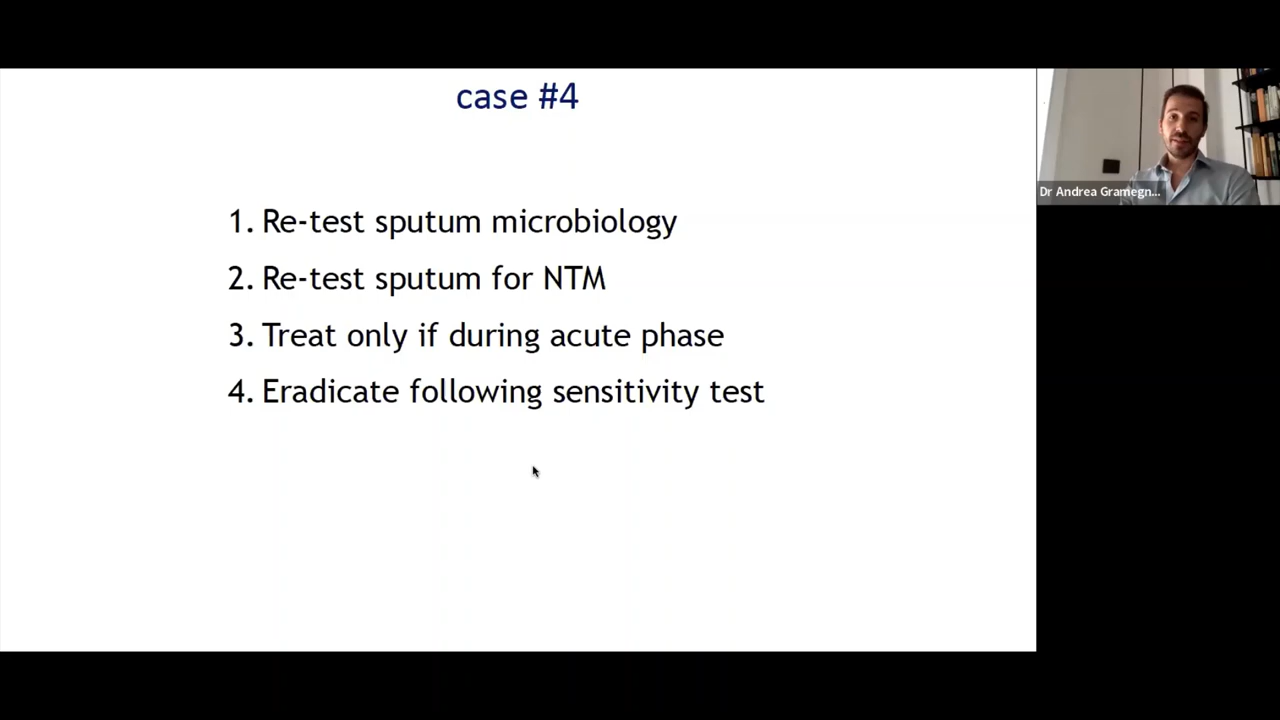 case #4
1. Re-test sputum microbiology
2. Re-test sputum for NTM
3. Treat only if during acute phase
4. Eradicate following sensitivity test
Dr Andrea Gramegn...